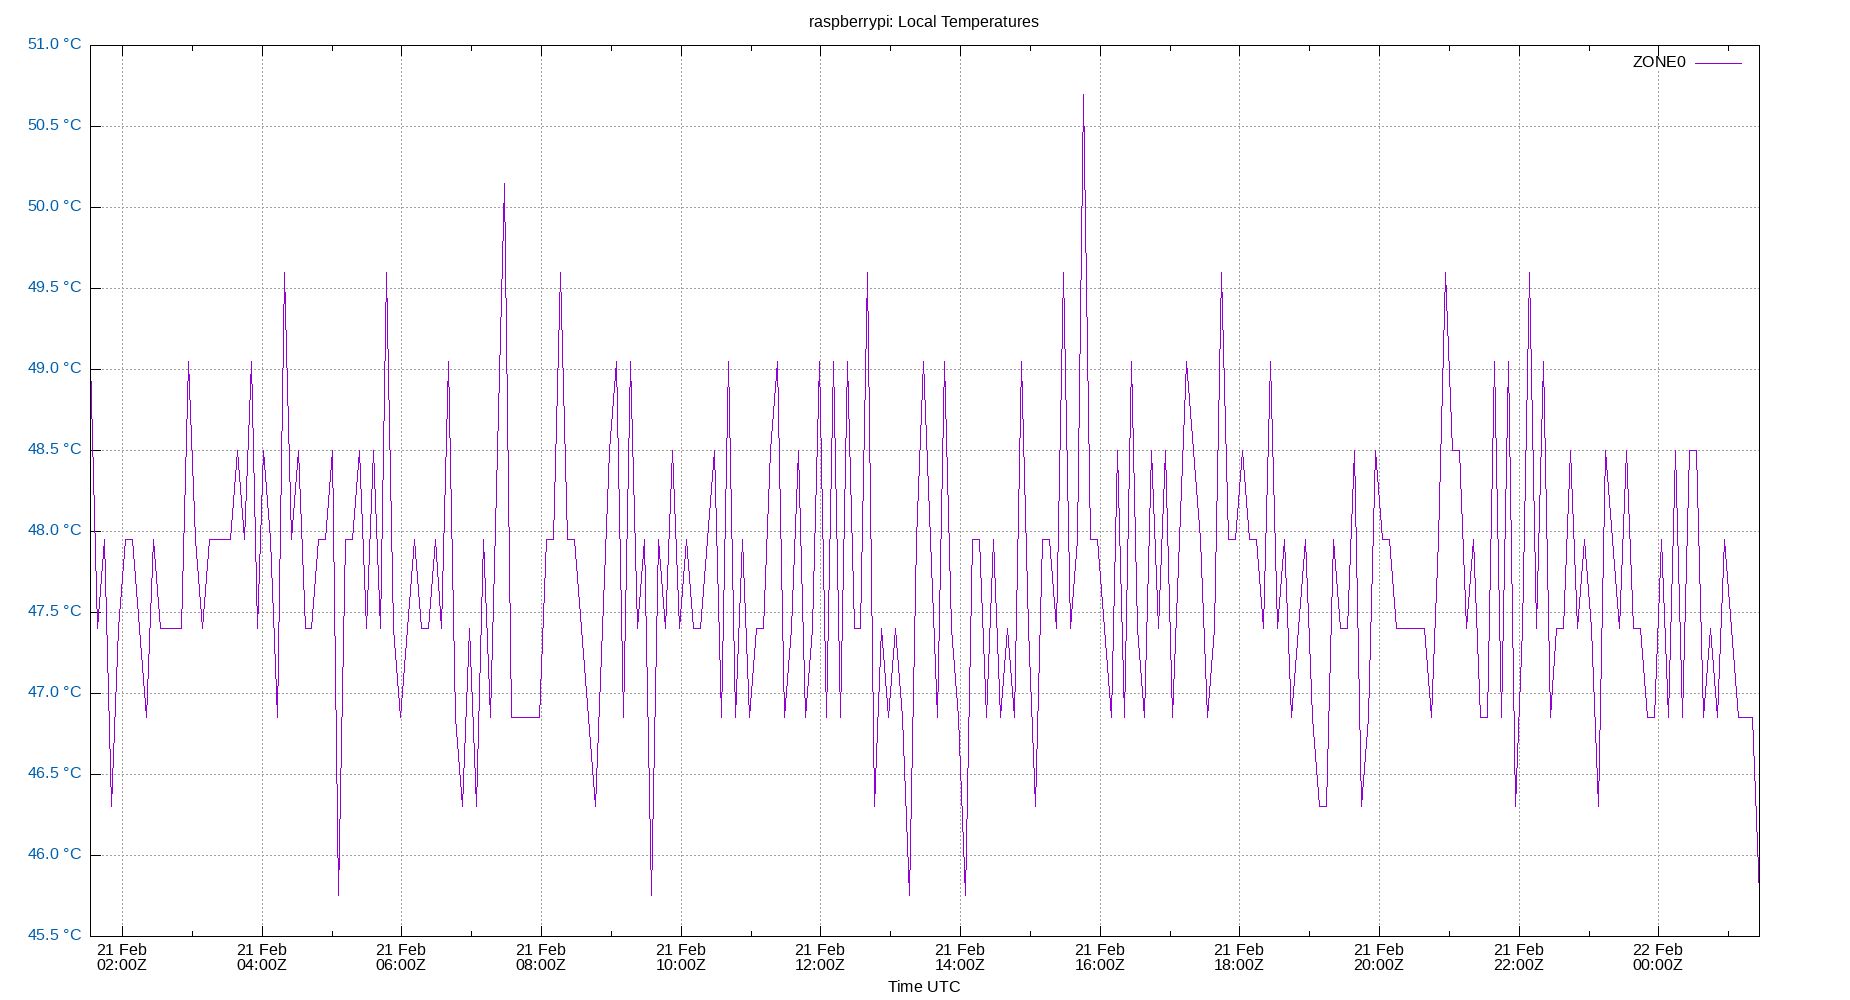 raspberrypi: Local Temperatures
51.0 °C
ZONE0
50.5 °C
50.0 °C
49.5 °C
49.0 °C
48.5 °C
48.0 °C
47.5 °C
47.0 °C
46.5 °C
46.0 °C
45.5 °C
21 Feb 21 Feb 21 Feb 21 Feb 21 Feb 21 Feb 21 Feb 21 Feb 21 Feb 21 Feb 21 Feb 22 Feb
02:00Z 04:00Z 06:00Z 08:00Z 10:00Z 12:00Z 14:00Z 16:00Z 18:00Z 20:00Z 22:00Z 00:00Z
Time UTC